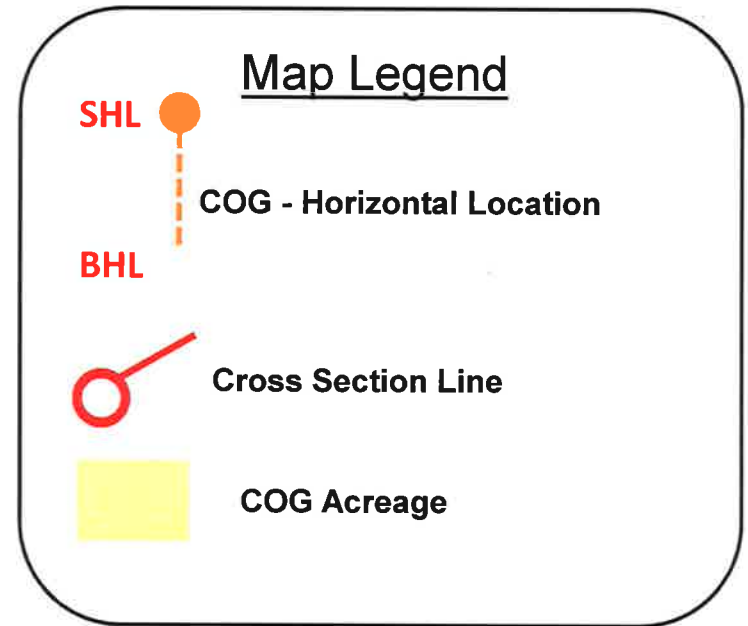 Map Legend
SHL
COG - Horizontal Location
BHL
Cross Section Line
COG Acreage